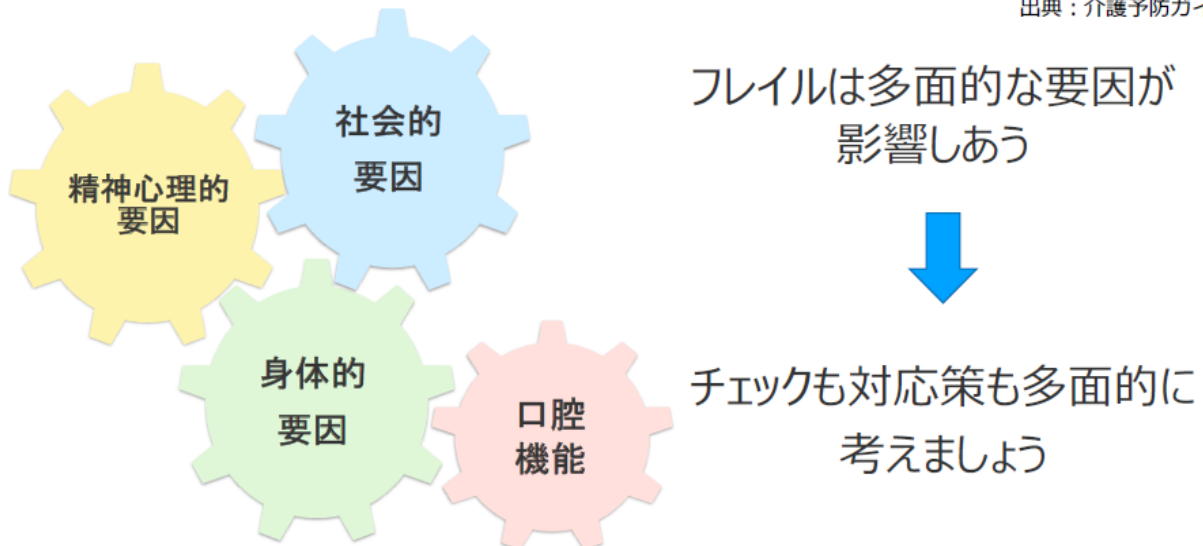 出典：介護予防ガイ
社会的
要因
精神心理的
要因
身体的
要因
口腔
機能
フレイルは多面的な要因が
影響しあう
チェックも対応策も多面的に
考えましょう